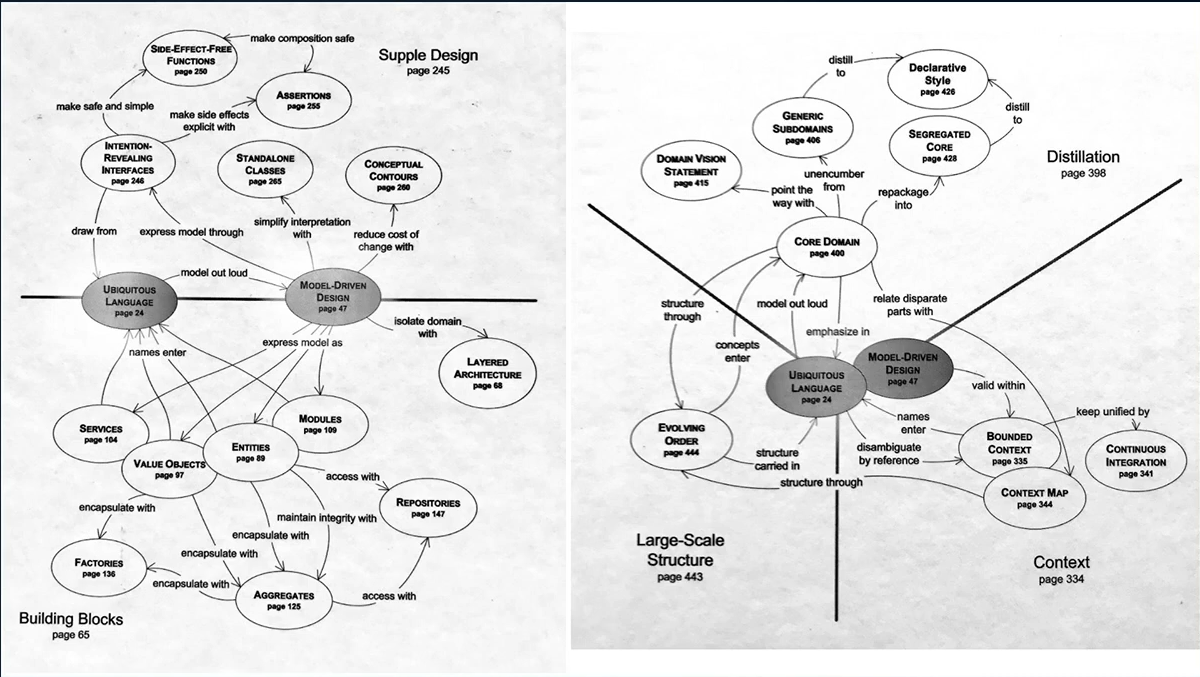 Supple Design
page 245
SIDE-EFFECT-FREE
FUNCTIONS
page 250
make composition safe
ASSERTIONS
page 255
make safe and simple
make side effects
explicit with
INTENTION-
REVEALING
INTERFACES
page 246
STANDALONE
CLASSES
page 265
CONCEPTUAL
CONTOURS
page 260
draw from
express model through
simplify interpretation
with
reduce cost of
change with
model out loud
UBIQUITOUS
LANGUAGE
page 24
MODEL-DRIVEN
DESIGN
page 47
names enter
express model as
isolate domain
with
LAYERED
ARCHITECTURE
page 68
SERVICES
page 104
MODULES
page 109
ENTITIES
page 89
VALUE OBJECTS
page 97
access with
REPOSITORIES
page 147
encapsulate with
maintain integrity with
encapsulate with
encapsulate with
FACTORIES
page 136
encapsulate with
AGGREGATES
page 125
access with
Building Blocks
page 65
distill
to
Declarative
Style
page 426
GENERIC
SUBDOMAINS
page 406
distill
to
SEGREGATED
CORE
page 428
Distillation
page 398
DOMAIN VISION
STATEMENT
page 415
unencumber
from
point the
way with
repackage
into
CORE DOMAIN
page 400
structure
through
model out loud
relate disparate
parts with
emphasize in
concepts
enter
UBIQUITOUS
LANGUAGE
page 24
MODEL-DRIVEN
DESIGN
page 47
valid within
names
enter
keep unified by
EVOLVING
ORDER
page 444
structure
carried in
disambiguate
by reference
BOUNDED
CONTEXT
page 335
CONTINUOUS
INTEGRATION
page 341
structure through
CONTEXT MAP
page 344
Large-Scale
Structure
page 443
Context
page 334